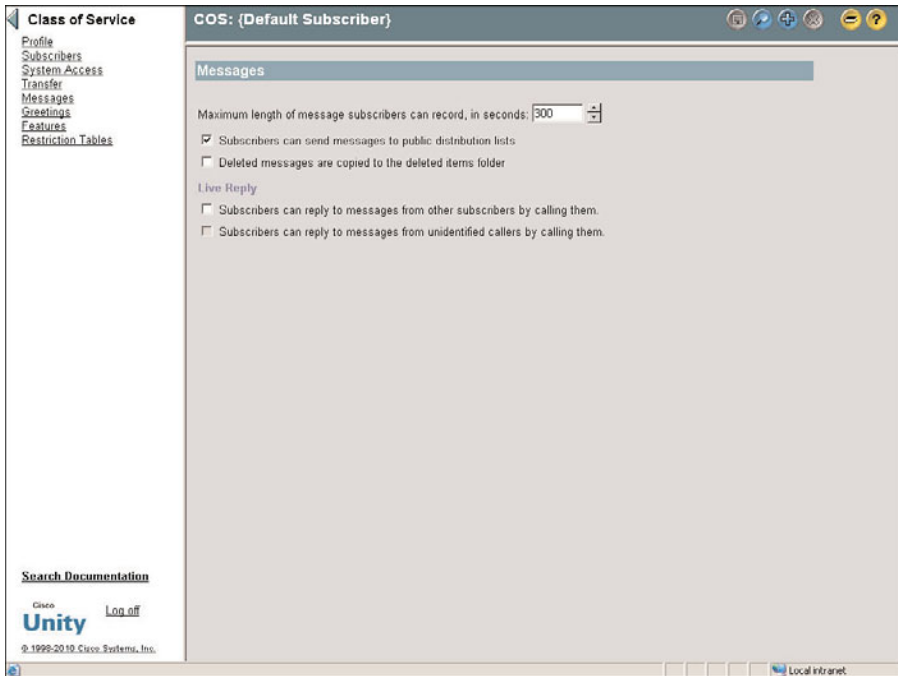 Class of Service
Profile
Subscribers
System Access
Transfer
Messages
Greetings
Features
Restriction Tables
Search Documentation
Cisco
Unity
Log off
© 1998-2010 Cisco Systems, Inc.
COS: {Default Subscriber}
?
Messages
Maximum length of message subscribers can record, in seconds: 300
Subscribers can send messages to public distribution lists
Deleted messages are copied to the deleted items folder
Live Reply
Subscribers can reply to messages from other subscribers by calling them.
Subscribers can reply to messages from unidentified callers by calling them.
Local intranet